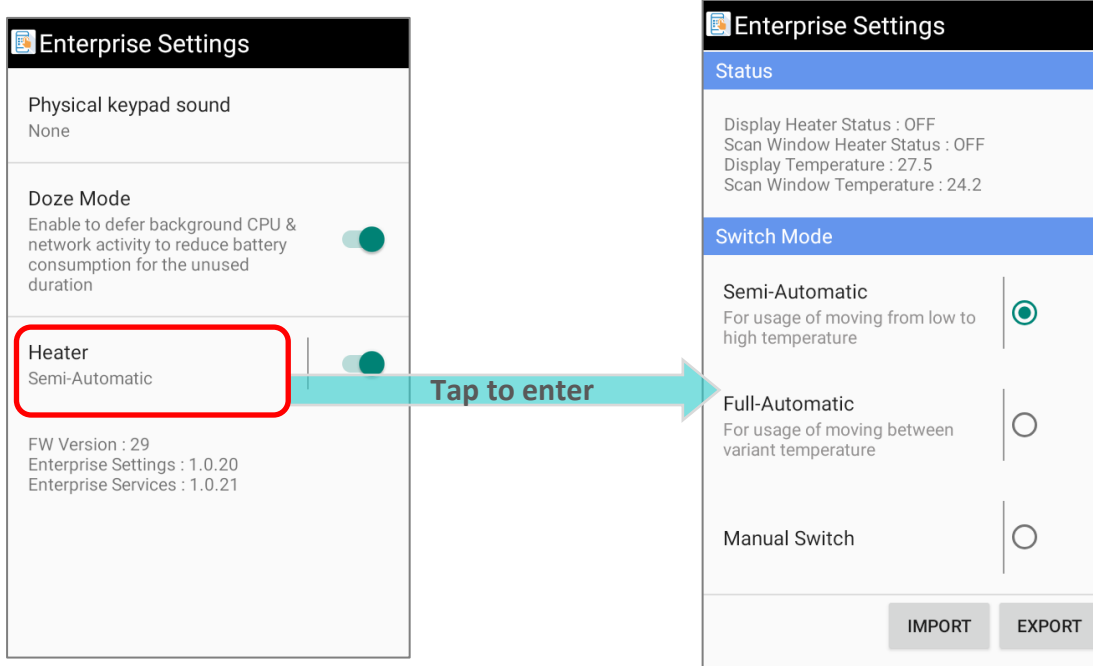 Enterprise Settings
Physical keypad sound
None
Doze Mode
Enable to defer background CPU &
network activity to reduce battery
consumption for the unused
duration
Heater
Semi-Automatic
FW Version : 29
Enterprise Settings : 1.0.20
Enterprise Services : 1.0.21
Tap to enter
Enterprise Settings
Status
Display Heater Status : OFF
Scan Window Heater Status : OFF
Display Temperature : 27.5
Scan Window Temperature : 24.2
Switch Mode
Semi-Automatic
For usage of moving from low to
high temperature
Full-Automatic
For usage of moving between
variant temperature
Manual Switch
IMPORT
EXPORT